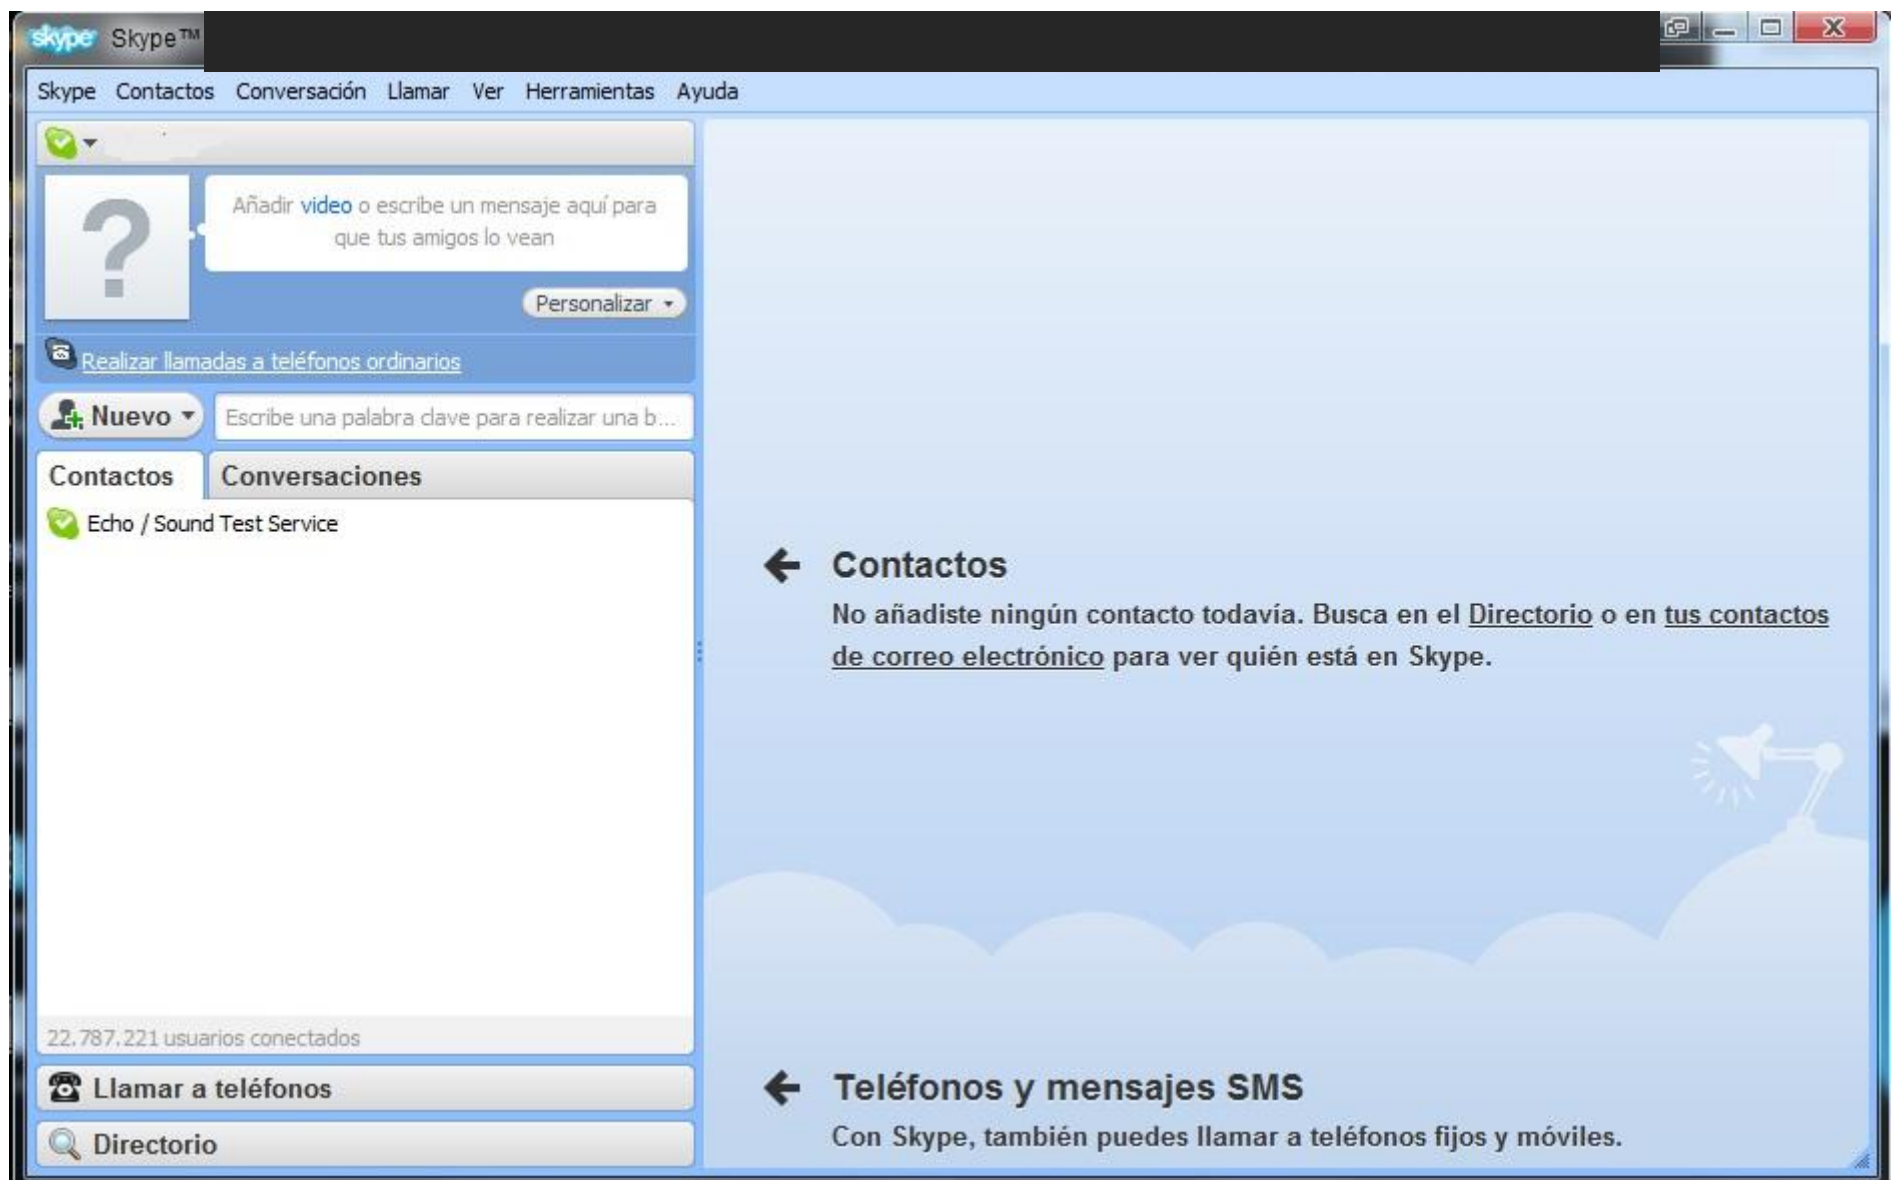 skype Skype™
Skype Contactos Conversación Llamar Ver Herramientas Ayuda
Añadir video o escribe un mensaje aquí para
que tus amigos lo vean
Personalizar
Realizar llamadas a teléfonos ordinarios
Nuevo Escribe una palabra clave para realizar una b...
Contactos Conversaciones
Echo / Sound Test Service
Contactos
No añadiste ningún contacto todavía. Busca en el Directorio o en tus contactos
de correo electrónico para ver quién está en Skype.
22.787.221 usuarios conectados
Llamar a teléfonos
Directorio
Teléfonos y mensajes SMS
Con Skype, también puedes llamar a teléfonos fijos y móviles.